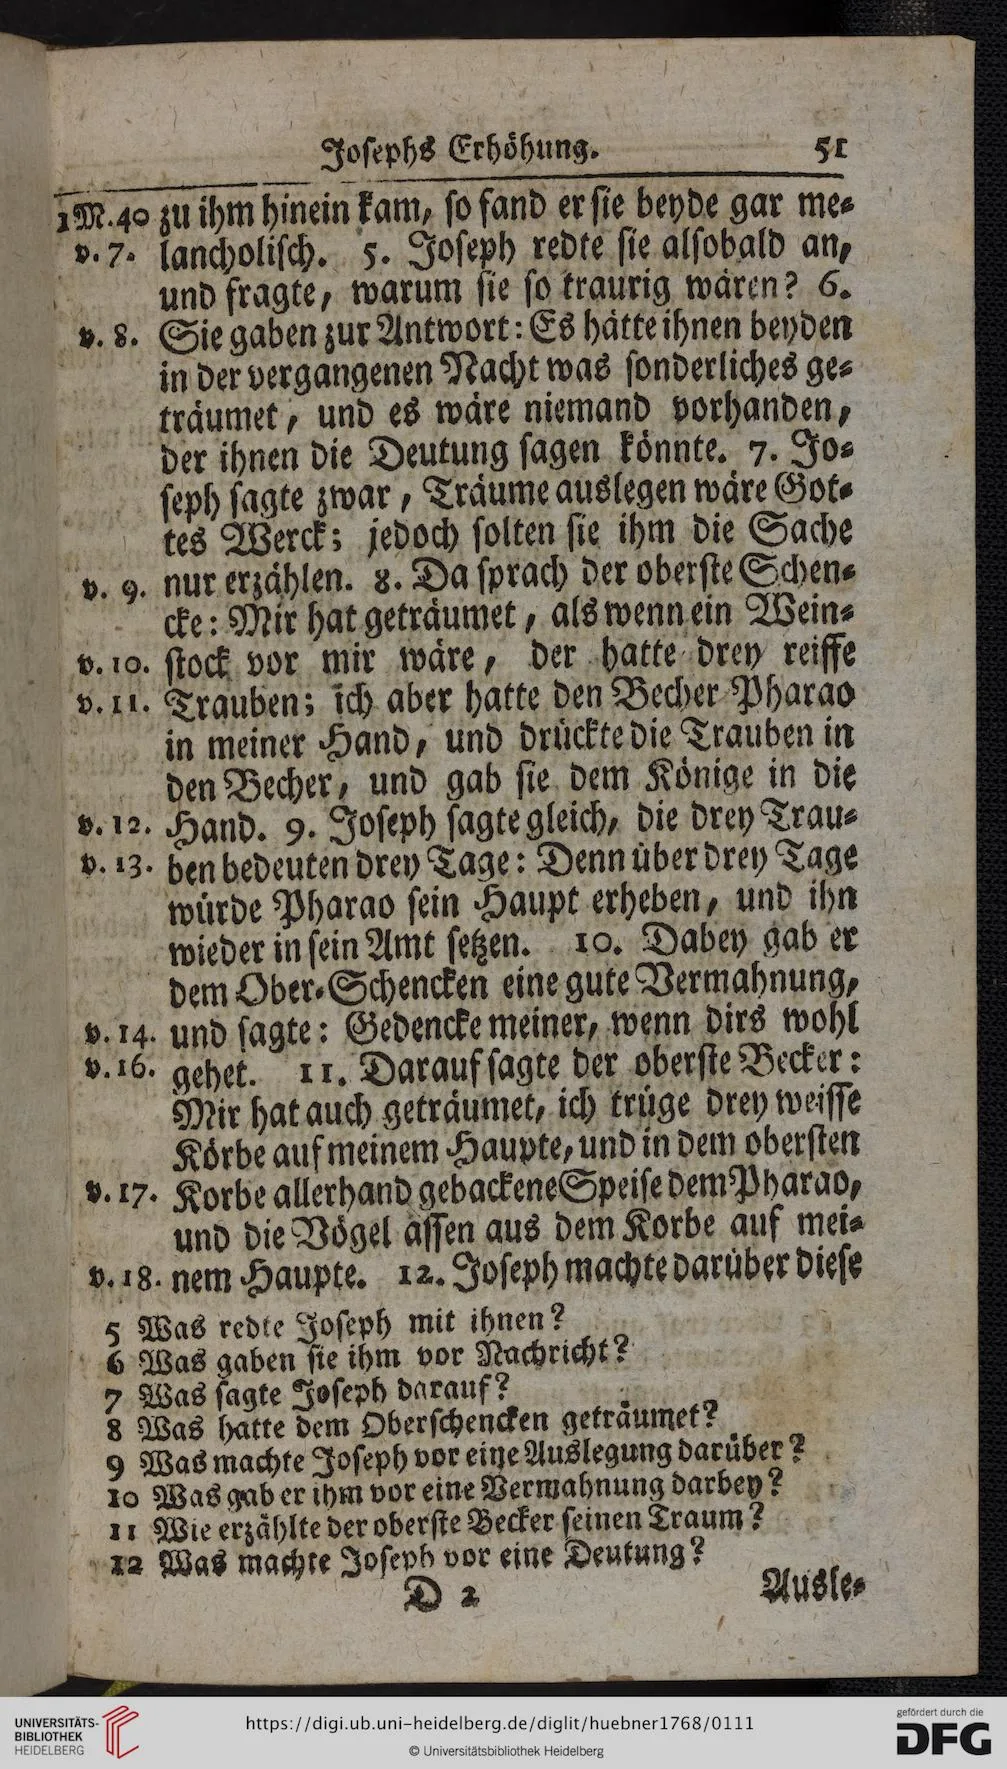 Josephs Erhöhung. 51
1 M. 40 zu ihm hinein kam, so fand er sie beyde gar me-
v. 7. lancholisch. 5. Joseph redte sie alsobald an,
und fragte, warum sie so traurig wären? 6.
v. 8. Sie gaben zur Antwort: Es hätte ihnen beyden
in der vergangenen Nacht was sonderliches ge-
träumet, und es wäre niemand vorhanden,
der ihnen die Deutung sagen könnte. 7. Jo-
seph sagte zwar, Träume auslegen wäre Got-
tes Werck; jedoch solten sie ihm die Sache
v. 9. nur erzählen. 8. Da sprach der oberste Schen-
cke: Mir hat geträumet, als wenn ein Wein-
v. 10. stock vor mir wäre, der hatte drey reiffe
v. 11. Trauben; ich aber hatte den Becher Pharao
in meiner Hand, und drückte die Trauben in
den Becher, und gab sie dem Könige in die
v. 12. Hand. 9. Joseph sagte gleich, die drey Trau-
v. 13. ben bedeuten drey Tage: Denn über drey Tage
würde Pharao sein Haupt erheben, und ihn
wieder in sein Amt setzen. 10. Dabey gab er
dem Ober-Schencken eine gute Vermahnung,
v. 14. und sagte: Gedencke meiner, wenn dirs wohl
v. 16. gehet. 11. Darauf sagte der oberste Becker:
Mir hat auch geträumet, ich trüge drey weisse
Körbe auf meinem Haupte, und in dem obersten
v. 17. Korbe allerhand gebackene Speise dem Pharao,
und die Vögel assen aus dem Korbe auf mei-
v. 18. nem Haupte. 12. Joseph machte darüber diese
5 Was redte Joseph mit ihnen?
6 Was gaben sie ihm vor Nachricht?
7 Was sagte Joseph darauf?
8 Was hatte dem Oberschencken geträumet?
9 Was machte Joseph vor eine Auslegung darüber?
10 Was gab er ihm vor eine Vermahnung darbey?
11 Wie erzählte der oberste Becker seinen Traum?
12 Was machte Joseph vor eine Deutung?
D 2 Ausle-
UNIVERSITÄTS-
BIBLIOTHEK
HEIDELBERG
https://digi.ub.uni-heidelberg.de/diglit/huebner1768/0111
© Universitätsbibliothek Heidelberg
gefördert durch die
DFG